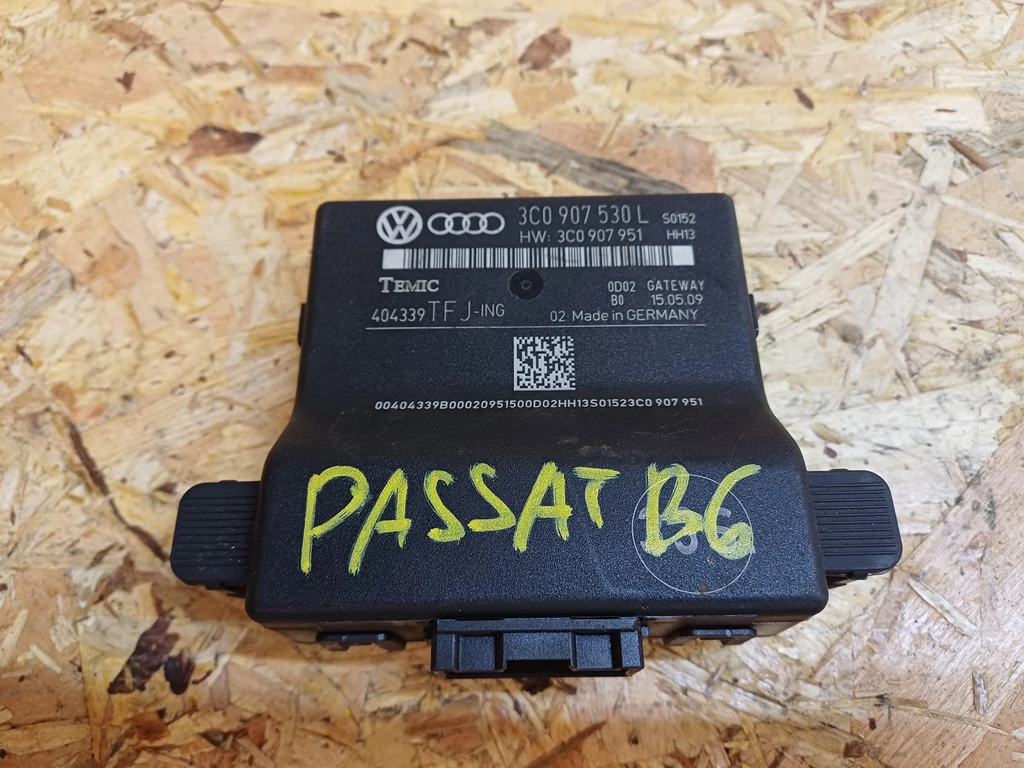 3C0 907 530 L S0152
HW: 3C0 907 951 HH13
TEMIC
0D02 GATEWAY
B0 15.05.09
404339 TFJ-ING
02 Made in GERMANY
00404339B00020951500D02HH13S01523C0 907 951
PASSAT B6